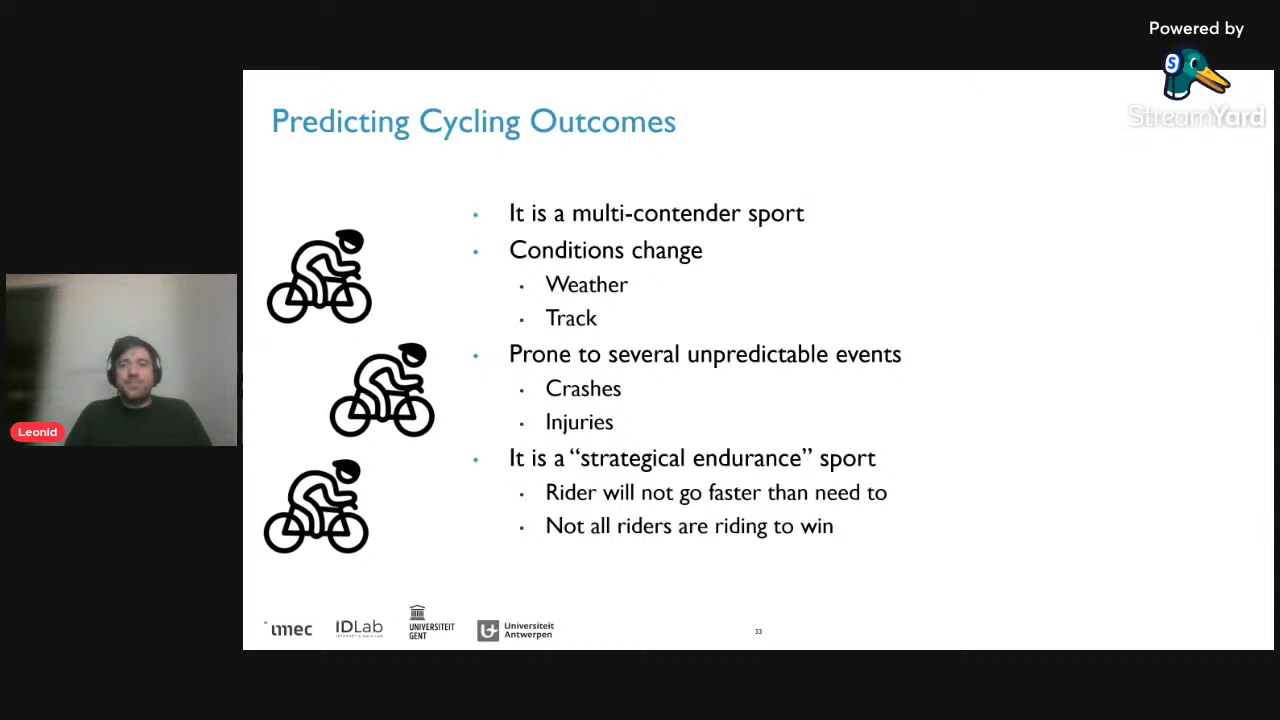 Powered by
StreamYard
Predicting Cycling Outcomes
• It is a multi-contender sport
• Conditions change
• Weather
• Track
• Prone to several unpredictable events
• Crashes
• Injuries
• It is a “strategical endurance” sport
• Rider will not go faster than need to
• Not all riders are riding to win
Leonid
imec
IDLab
UNIVERSITEIT
GENT
Universiteit
Antwerpen
33